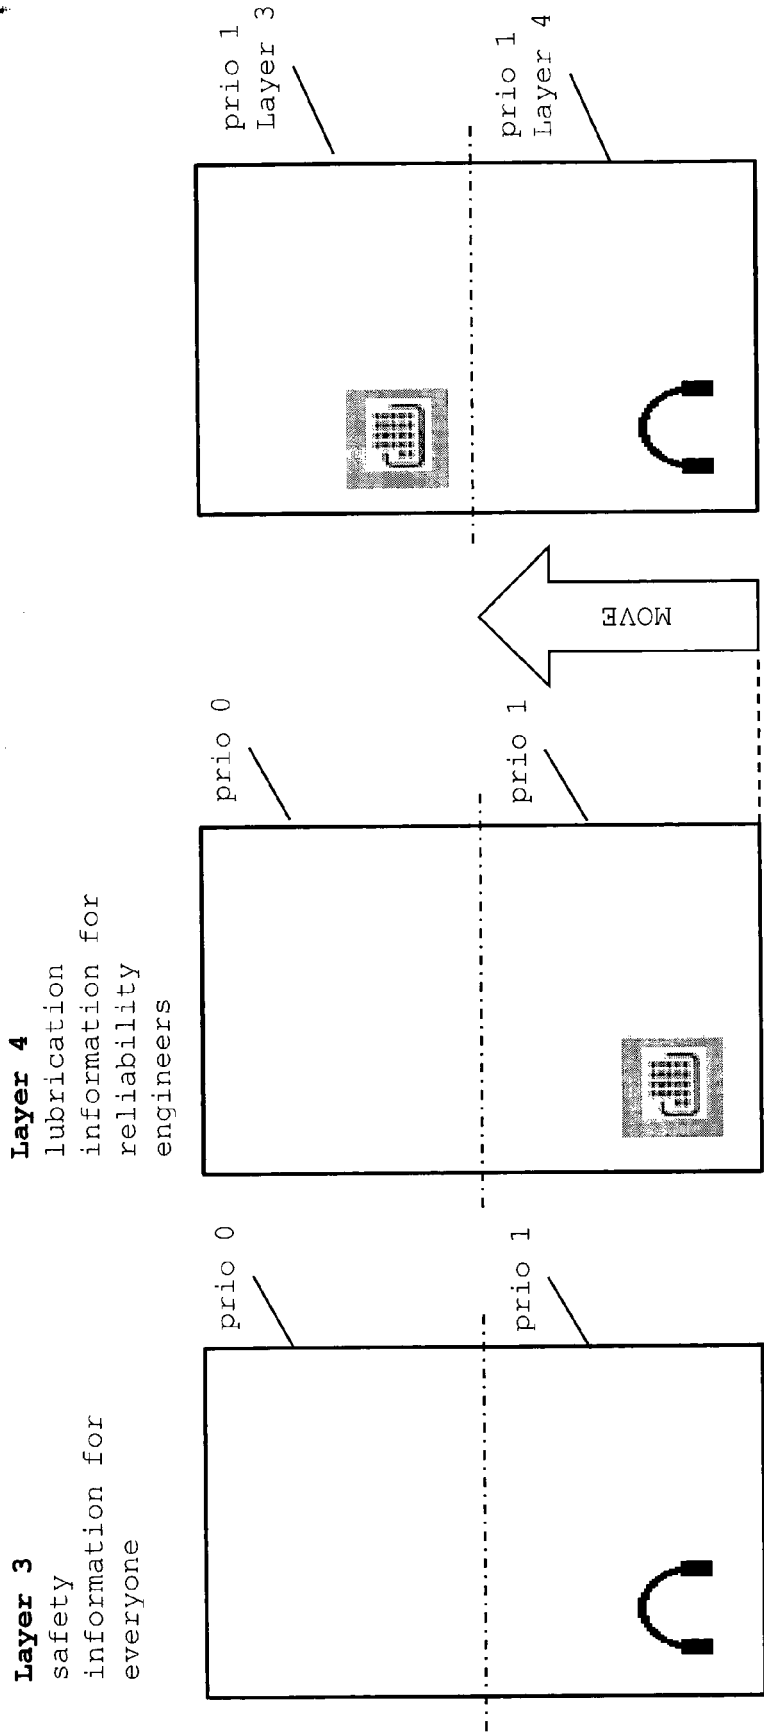 Layer 3
safety
information for
everyone
prio 0
prio 1
Layer 4
lubrication
information for
reliability
engineers
prio 0
prio 1
MOVE
prio 1
Layer 3
prio 1
Layer 4